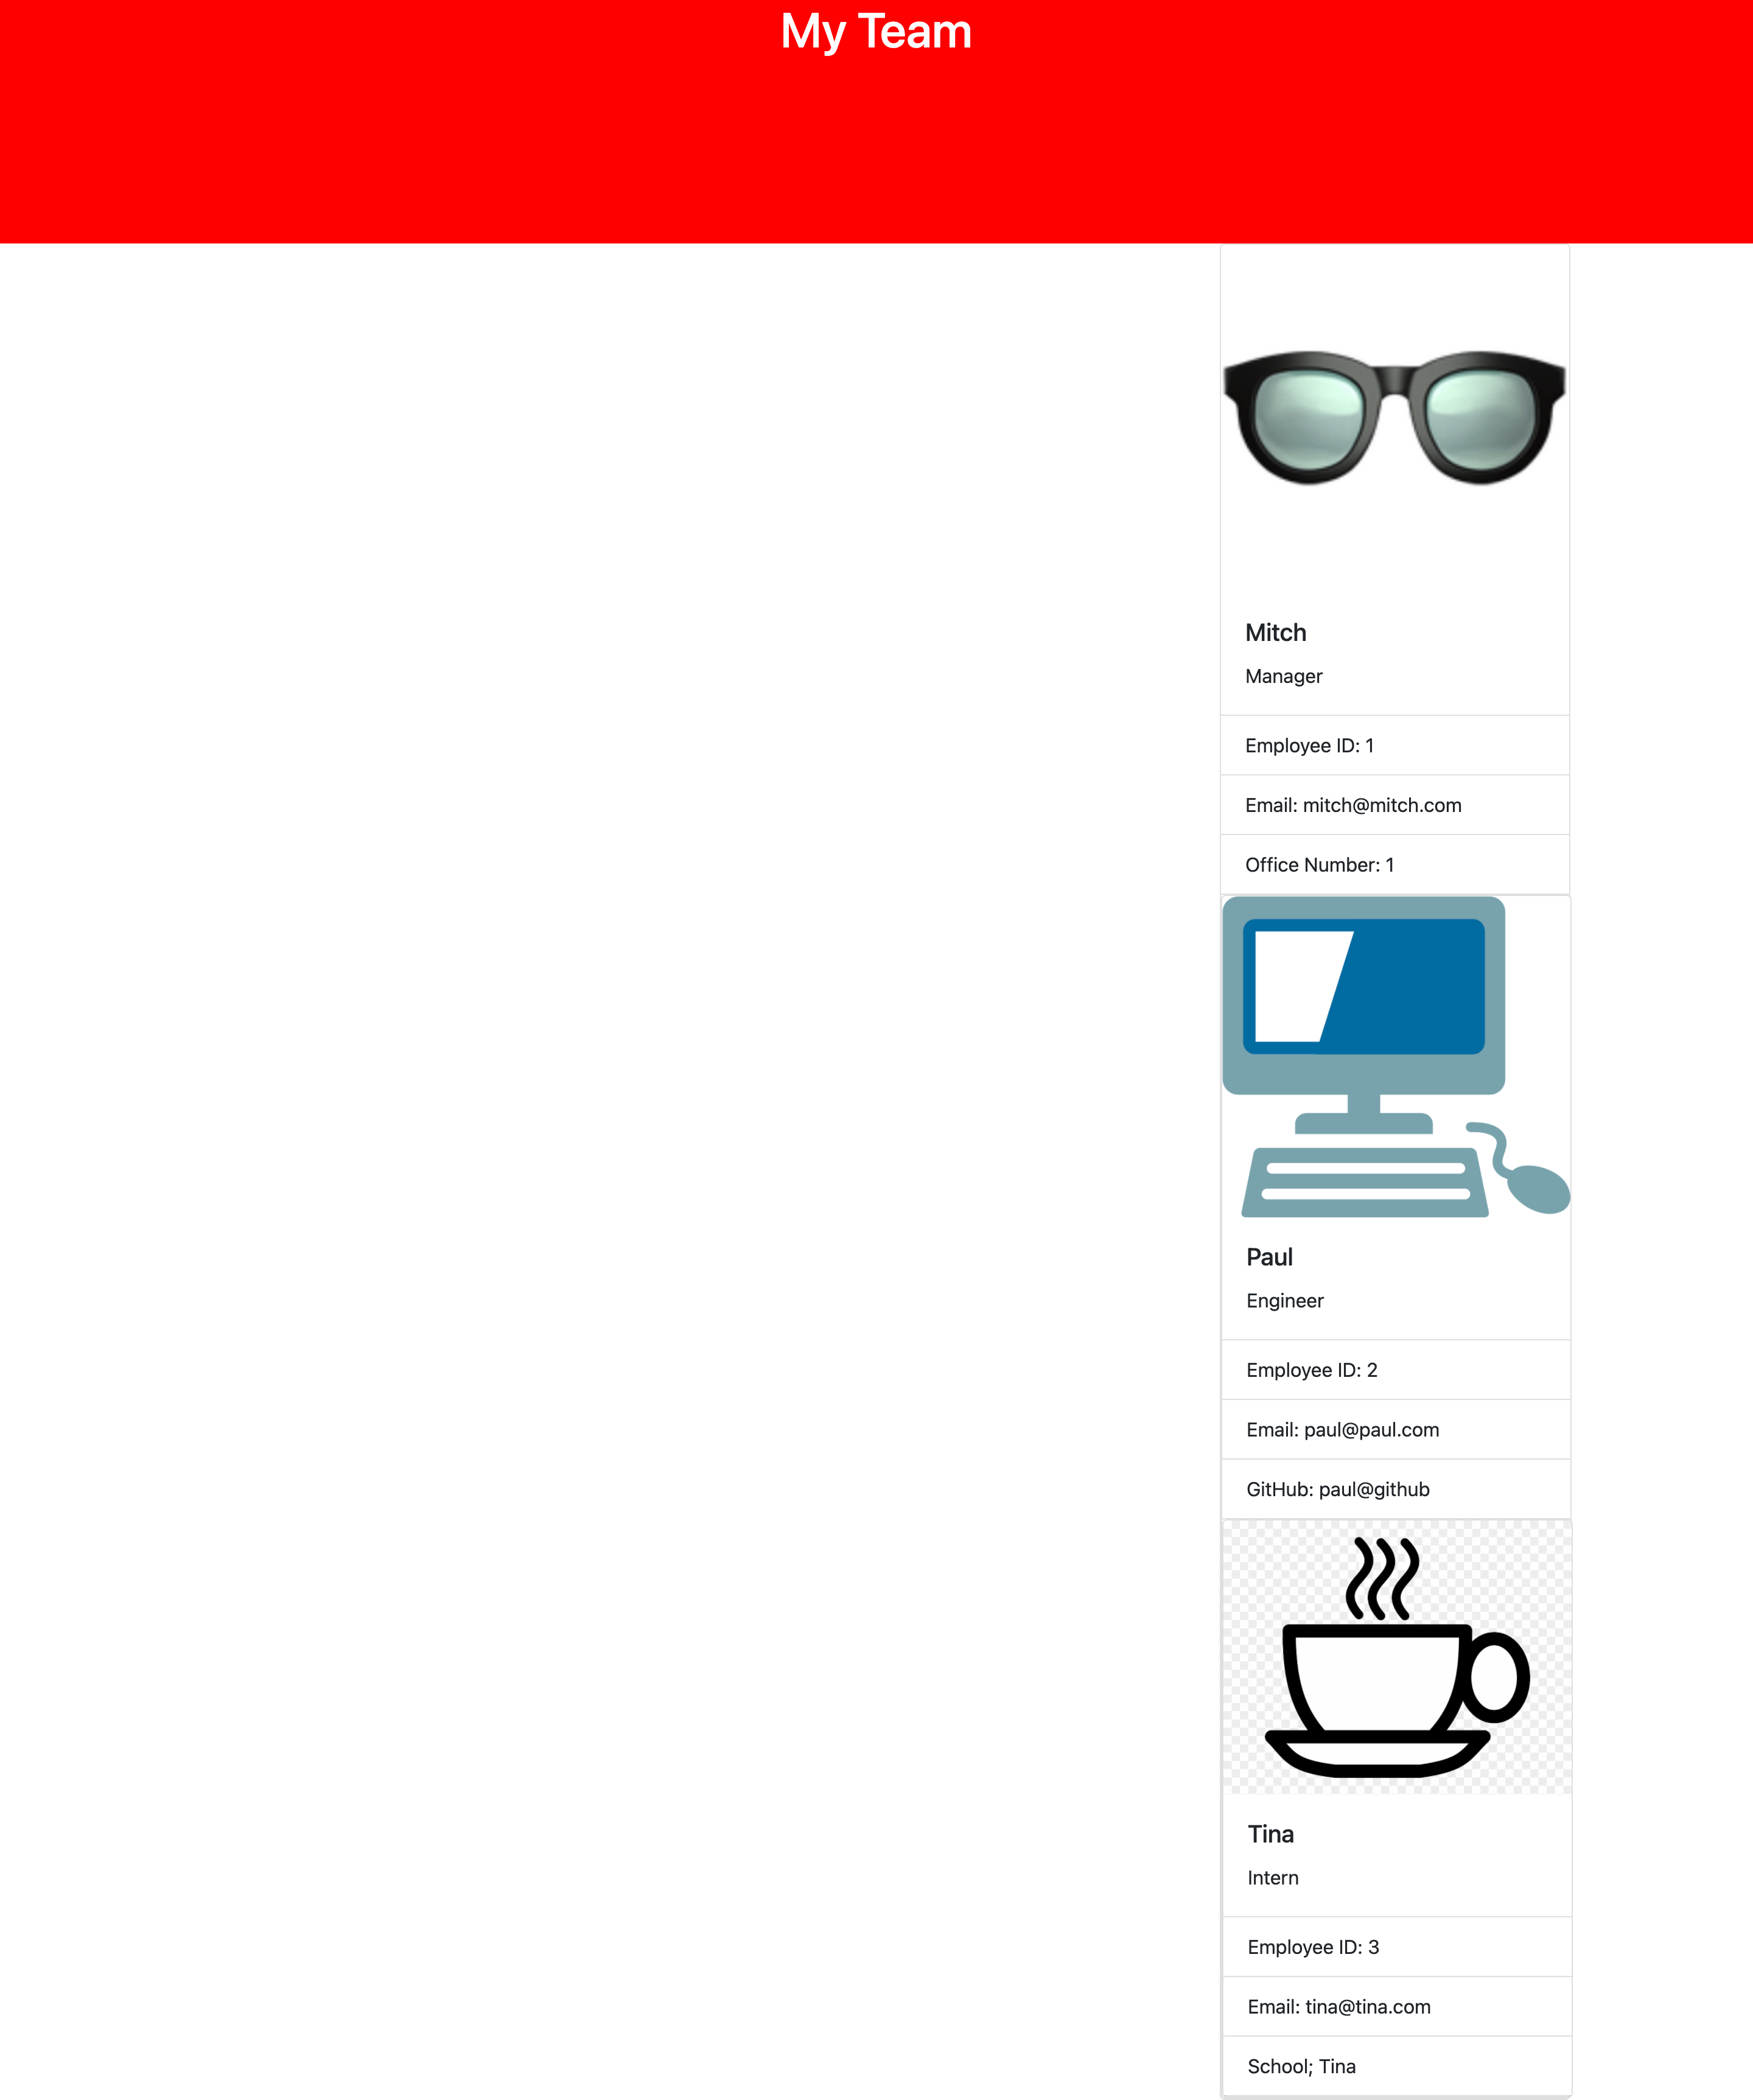 My Team
Mitch
Manager
Employee ID: 1
Email: mitch@mitch.com
Office Number: 1
Paul
Engineer
Employee ID: 2
Email: paul@paul.com
GitHub: paul@github
Tina
Intern
Employee ID: 3
Email: tina@tina.com
School; Tina